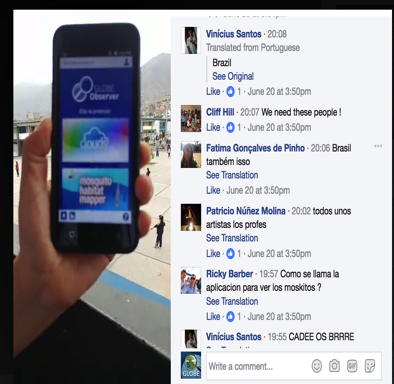 GLOBE
Observer
clouds
mosquito
habitat
mapper
Vinícius Santos · 20:08
Translated from Portuguese
Brazil
See Original
Like · 1 · June 20 at 3:50pm
Cliff Hill · 20:07 We need these people !
Like · 1 · June 20 at 3:50pm
Fatima Gonçalves de Pinho · 20:06 Brasil
também isso
See Translation
Like · June 20 at 3:50pm
Patricio Núñez Molina · 20:02 todos unos
artistas los profes
See Translation
Like · 1 · June 20 at 3:50pm
Ricky Barber · 19:57 Como se llama la
aplicacion para ver los moskitos ?
See Translation
Like · 1 · June 20 at 3:50pm
Vinícius Santos · 19:55 CADEE OS BRRRE
See Translation
GLOBE
Write a comment...
GIF